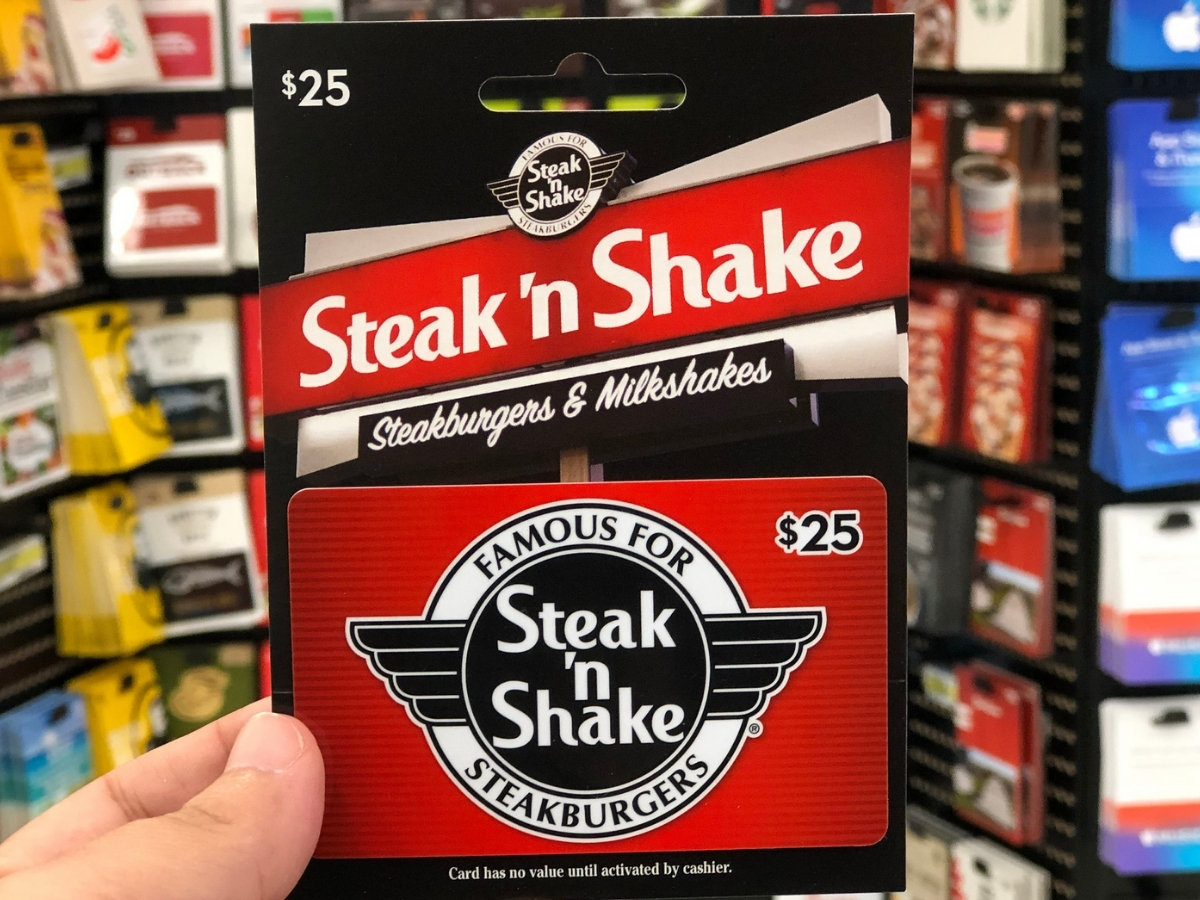 $25
FAMOUS FOR
Steak
'n
Shake
STEAKBURGERS
Steak 'n Shake
Steakburgers & Milkshakes
$25
FAMOUS FOR
Steak
'n
Shake
®
STEAKBURGERS
Card has no value until activated by cashier.